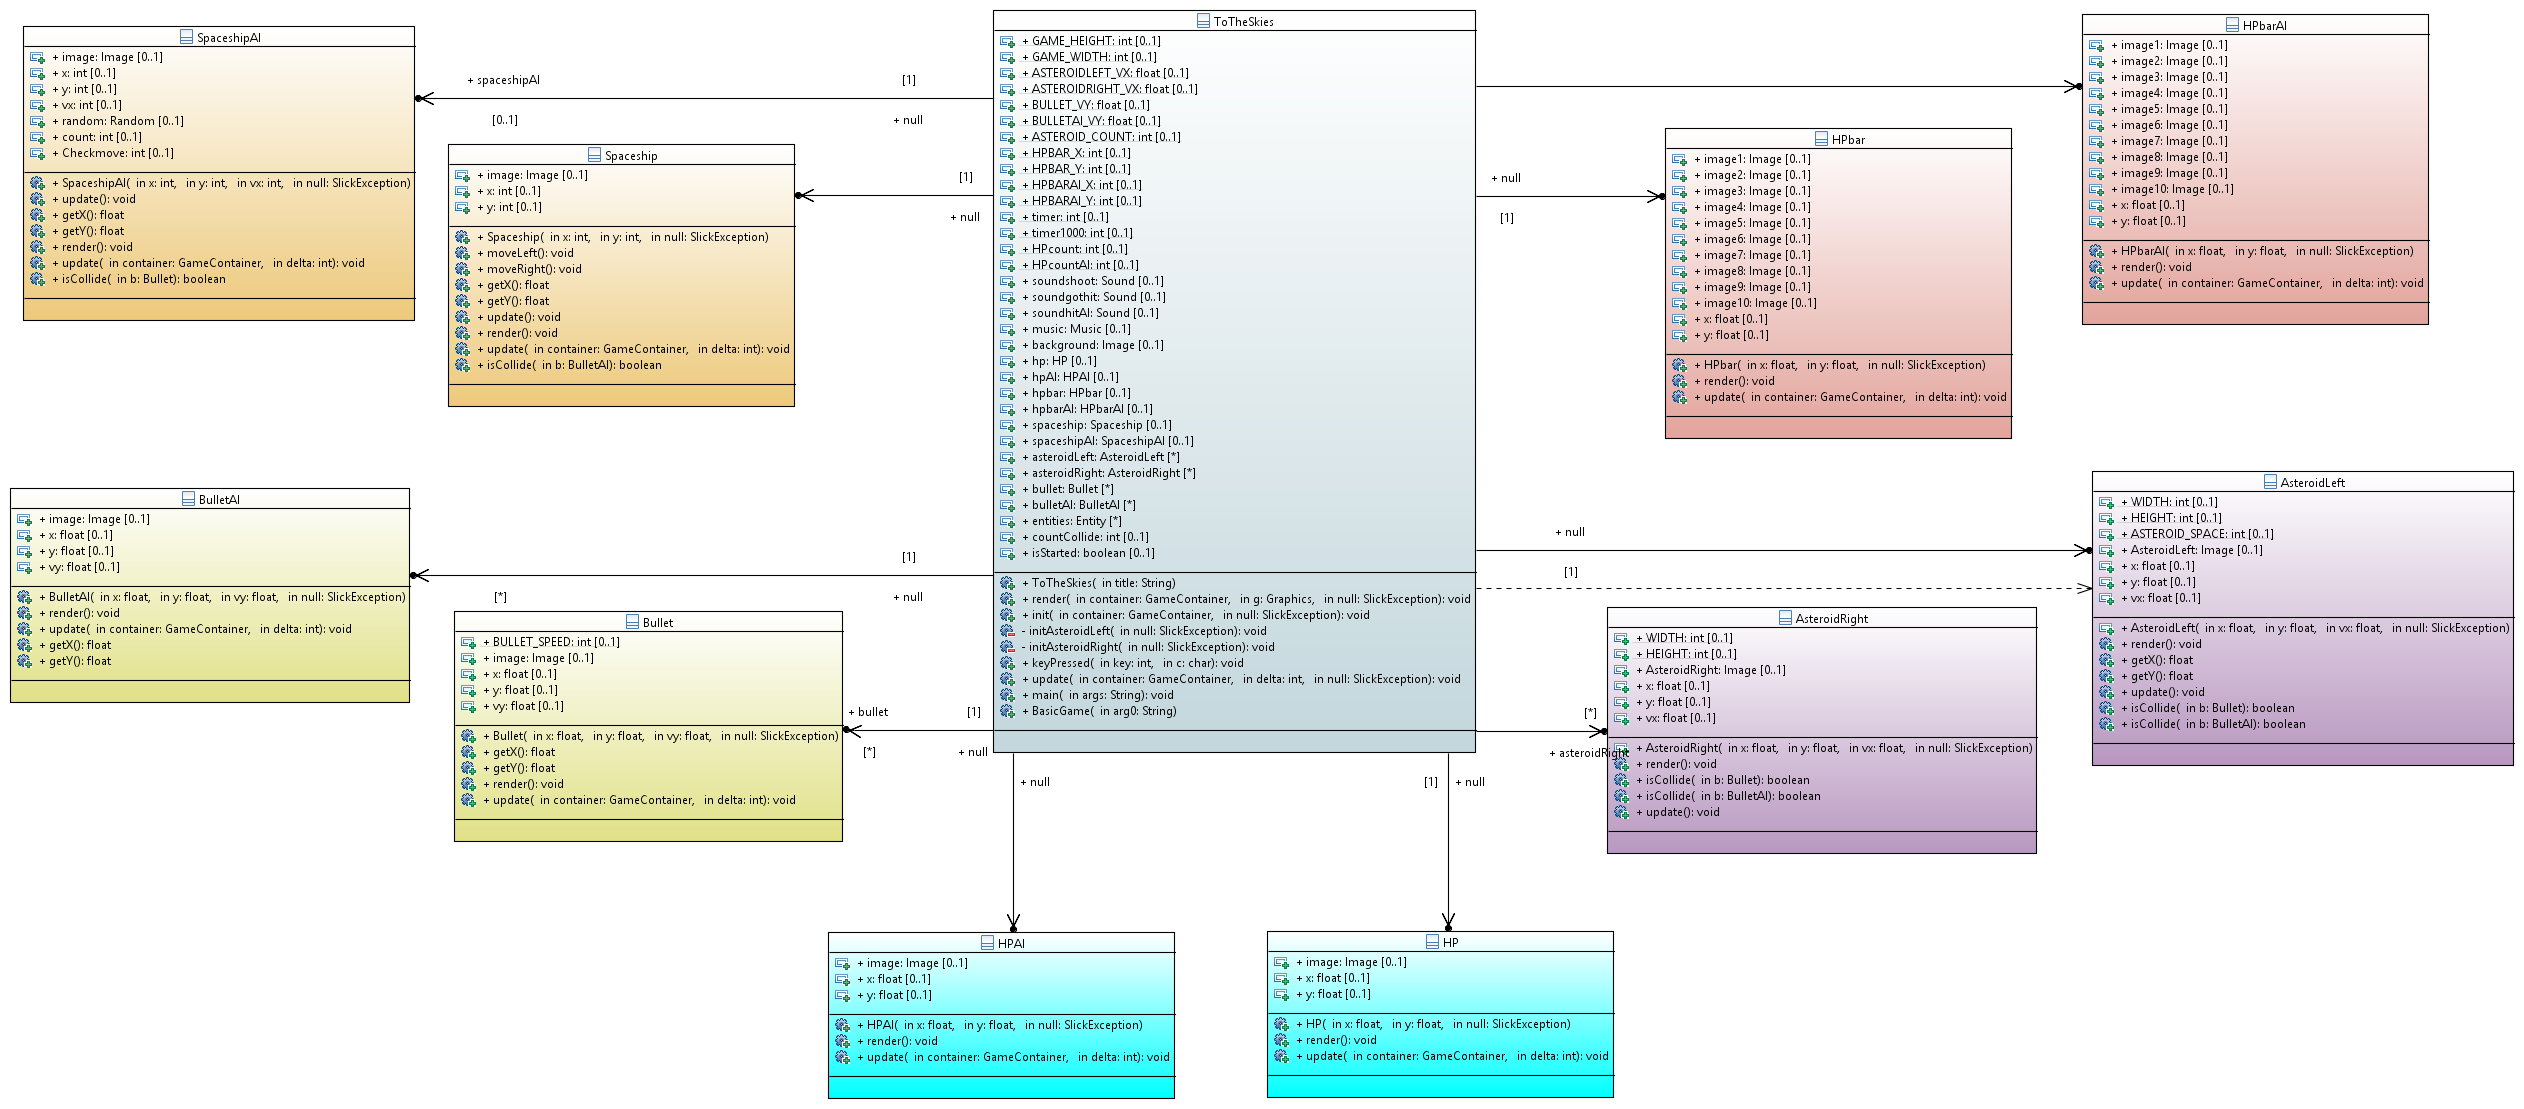 SpaceshipAI
+ image: Image [0..1]
+ x: int [0..1]
+ y: int [0..1]
+ vx: int [0..1]
+ random: Random [0..1]
+ count: int [0..1]
+ Checkmove: int [0..1]
+ SpaceshipAI( in x: int, in y: int, in vx: int, in null: SlickException)
+ update(): void
+ getX(): float
+ getY(): float
+ render(): void
+ update( in container: GameContainer, in delta: int): void
+ isCollide( in b: Bullet): boolean
+ spaceshipAI
[1]
[0..1]
+ null
Spaceship
+ image: Image [0..1]
+ x: int [0..1]
+ y: int [0..1]
+ Spaceship( in x: int, in y: int, in null: SlickException)
+ moveLeft(): void
+ moveRight(): void
+ getX(): float
+ getY(): float
+ update(): void
+ render(): void
+ update( in container: GameContainer, in delta: int): void
+ isCollide( in b: BulletAI): boolean
[1]
+ null
ToTheSkies
+ GAME_HEIGHT: int [0..1]
+ GAME_WIDTH: int [0..1]
+ ASTEROIDLEFT_VX: float [0..1]
+ ASTEROIDRIGHT_VX: float [0..1]
+ BULLET_VY: float [0..1]
+ BULLETAI_VY: float [0..1]
+ ASTEROID_COUNT: int [0..1]
+ HPBAR_X: int [0..1]
+ HPBAR_Y: int [0..1]
+ HPBARAI_X: int [0..1]
+ HPBARAI_Y: int [0..1]
+ timer: int [0..1]
+ timer1000: int [0..1]
+ HPcount: int [0..1]
+ HPcountAI: int [0..1]
+ soundshoot: Sound [0..1]
+ soundgothit: Sound [0..1]
+ soundhitAI: Sound [0..1]
+ music: Music [0..1]
+ background: Image [0..1]
+ hp: HP [0..1]
+ hpAI: HPAI [0..1]
+ hpbar: HPbar [0..1]
+ hpbarAI: HPbarAI [0..1]
+ spaceship: Spaceship [0..1]
+ spaceshipAI: SpaceshipAI [0..1]
+ asteroidLeft: AsteroidLeft [*]
+ asteroidRight: AsteroidRight [*]
+ bullet: Bullet [*]
+ bulletAI: BulletAI [*]
+ entities: Entity [*]
+ countCollide: int [0..1]
+ isStarted: boolean [0..1]
+ ToTheSkies( in title: String)
+ render( in container: GameContainer, in g: Graphics, in null: SlickException): void
+ init( in container: GameContainer, in null: SlickException): void
- initAsteroidLeft( in null: SlickException): void
- initAsteroidRight( in null: SlickException): void
+ keyPressed( in key: int, in c: char): void
+ update( in container: GameContainer, in delta: int, in null: SlickException): void
+ main( in args: String): void
+ BasicGame( in arg0: String)
HPbarAI
+ image1: Image [0..1]
+ image2: Image [0..1]
+ image3: Image [0..1]
+ image4: Image [0..1]
+ image5: Image [0..1]
+ image6: Image [0..1]
+ image7: Image [0..1]
+ image8: Image [0..1]
+ image9: Image [0..1]
+ image10: Image [0..1]
+ x: float [0..1]
+ y: float [0..1]
+ HPbarAI( in x: float, in y: float, in null: SlickException)
+ render(): void
+ update( in container: GameContainer, in delta: int): void
+ null
[1]
HPbar
+ image1: Image [0..1]
+ image2: Image [0..1]
+ image3: Image [0..1]
+ image4: Image [0..1]
+ image5: Image [0..1]
+ image6: Image [0..1]
+ image7: Image [0..1]
+ image8: Image [0..1]
+ image9: Image [0..1]
+ image10: Image [0..1]
+ x: float [0..1]
+ y: float [0..1]
+ HPbar( in x: float, in y: float, in null: SlickException)
+ render(): void
+ update( in container: GameContainer, in delta: int): void
BulletAI
+ image: Image [0..1]
+ x: float [0..1]
+ y: float [0..1]
+ vy: float [0..1]
+ BulletAI( in x: float, in y: float, in vy: float, in null: SlickException)
+ render(): void
+ update( in container: GameContainer, in delta: int): void
+ getX(): float
+ getY(): float
[1]
[*]
+ null
Bullet
+ BULLET_SPEED: int [0..1]
+ image: Image [0..1]
+ x: float [0..1]
+ y: float [0..1]
+ vy: float [0..1]
+ Bullet( in x: float, in y: float, in vy: float, in null: SlickException)
+ getX(): float
+ getY(): float
+ render(): void
+ update( in container: GameContainer, in delta: int): void
+ bullet
[1]
[*]
+ null
+ null
[1]
AsteroidLeft
+ WIDTH: int [0..1]
+ HEIGHT: int [0..1]
+ ASTEROID_SPACE: int [0..1]
+ AsteroidLeft: Image [0..1]
+ x: float [0..1]
+ y: float [0..1]
+ vx: float [0..1]
+ AsteroidLeft( in x: float, in y: float, in vx: float, in null: SlickException)
+ render(): void
+ getX(): float
+ getY(): float
+ update(): void
+ isCollide( in b: Bullet): boolean
+ isCollide( in b: BulletAI): boolean
[*]
+ asteroidRight
AsteroidRight
+ WIDTH: int [0..1]
+ HEIGHT: int [0..1]
+ AsteroidRight: Image [0..1]
+ x: float [0..1]
+ y: float [0..1]
+ vx: float [0..1]
+ AsteroidRight( in x: float, in y: float, in vx: float, in null: SlickException)
+ render(): void
+ isCollide( in b: Bullet): boolean
+ isCollide( in b: BulletAI): boolean
+ update(): void
+ null
[1]
+ null
HPAI
+ image: Image [0..1]
+ x: float [0..1]
+ y: float [0..1]
+ HPAI( in x: float, in y: float, in null: SlickException)
+ render(): void
+ update( in container: GameContainer, in delta: int): void
HP
+ image: Image [0..1]
+ x: float [0..1]
+ y: float [0..1]
+ HP( in x: float, in y: float, in null: SlickException)
+ render(): void
+ update( in container: GameContainer, in delta: int): void